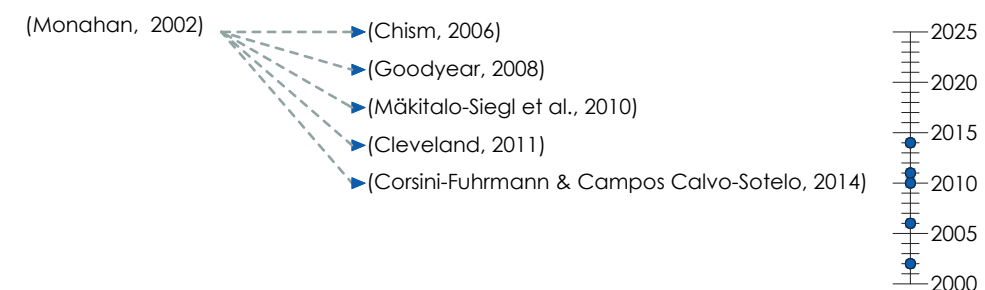 (Monahan, 2002)
(Chism, 2006)
(Goodyear, 2008)
(Mäkitalo-Siegl et al., 2010)
(Cleveland, 2011)
(Corsini-Fuhrmann & Campos Calvo-Sotelo, 2014)
2025
2020
2015
2010
2005
2000